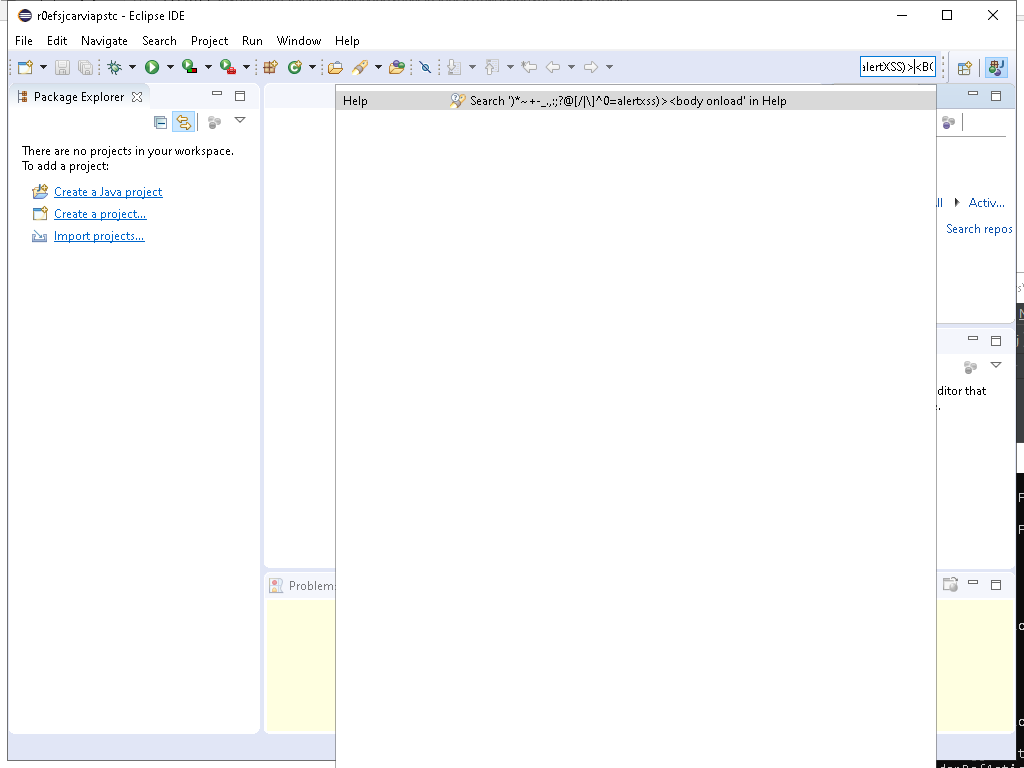 r0efsjcarviapstc - Eclipse IDE
File Edit Navigate Search Project Run Window Help
alertXSS)><B(
Package Explorer
Help Search ')*~+-_.,:;?@[/|\]^0=alertxss)><body onload' in Help
There are no projects in your workspace.
To add a project:
Create a Java project
Create a project...
Import projects...
Activ...
Search repos
ditor that
Problem